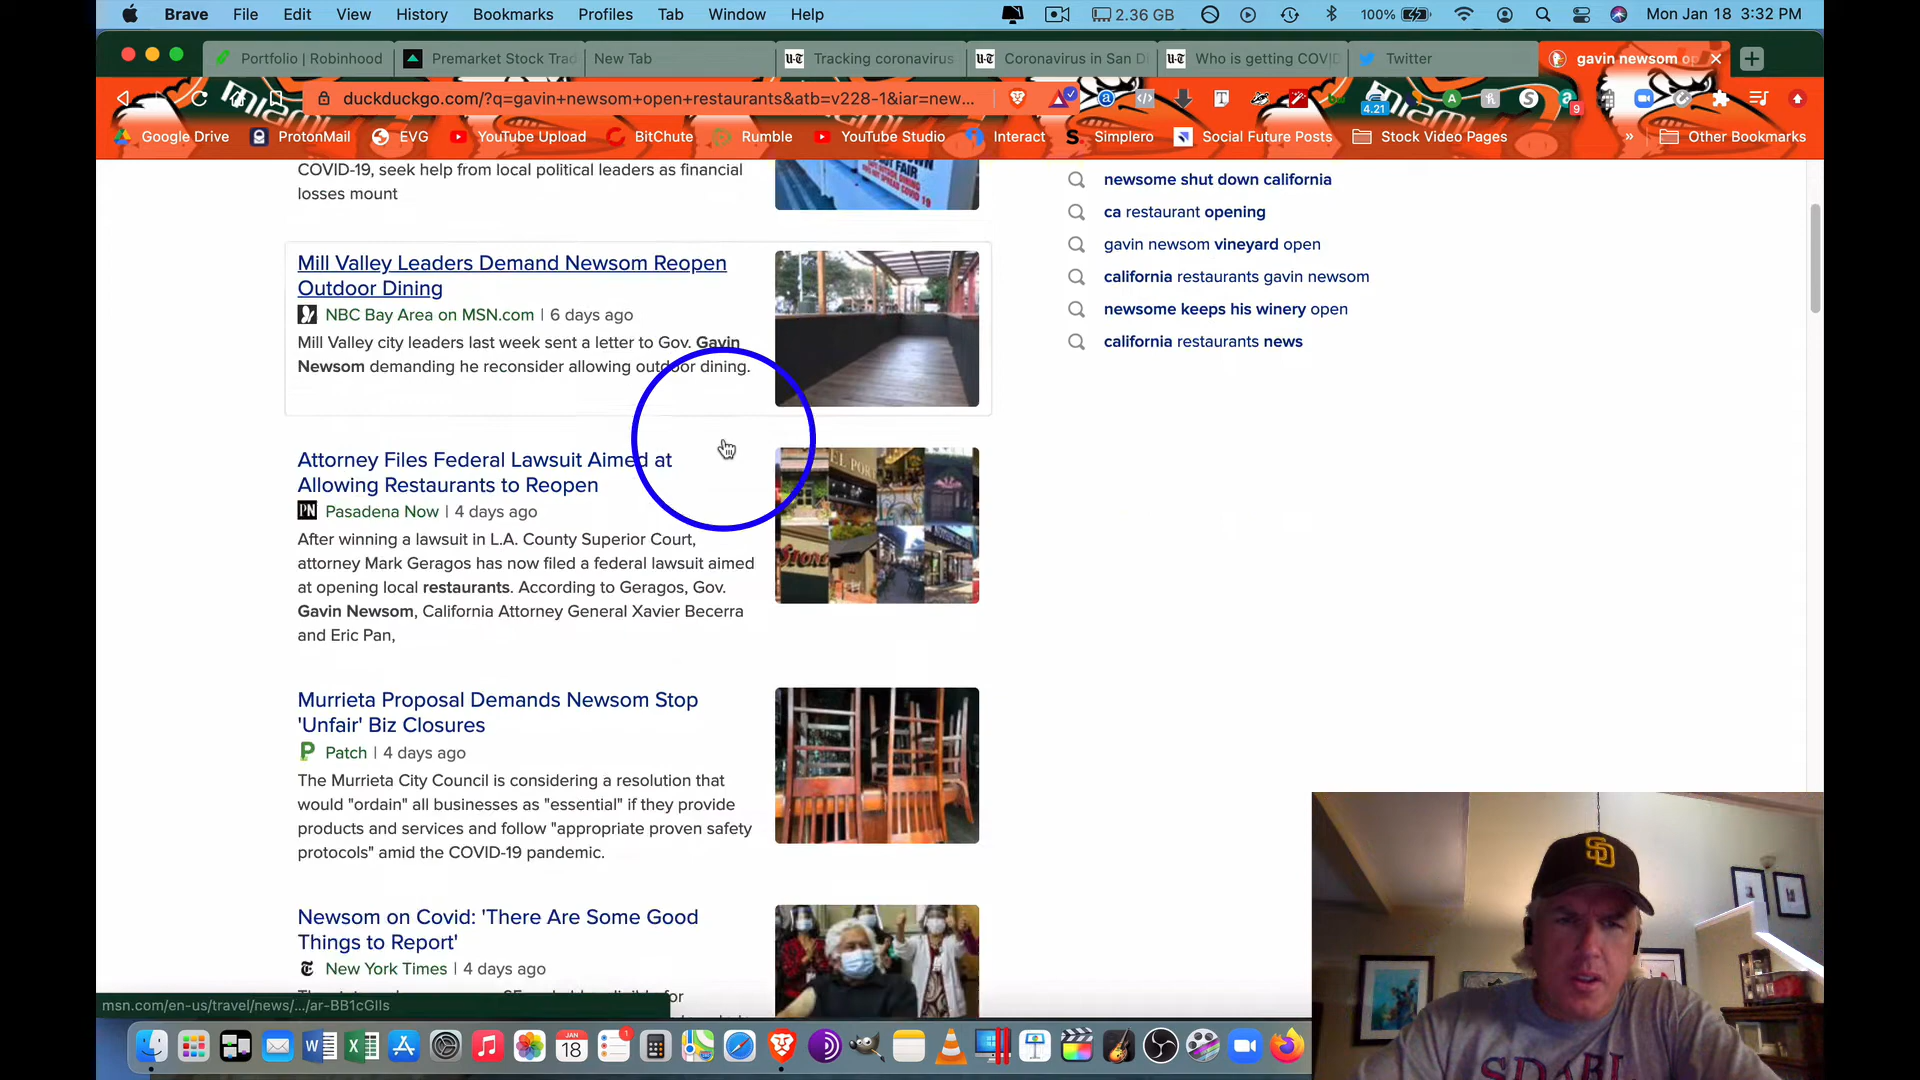 Brave File Edit View History Bookmarks Profiles Tab Window Help 2.36 GB 100% Mon Jan 18 3:32 PM
Portfolio | Robinhood Premarket Stock Trad New Tab Tracking coronavirus Coronavirus in San D Who is getting COVID Twitter gavin newsom op
duckduckgo.com/?q=gavin+newsom+open+restaurants&atb=v228-1&iar=new... 4.21 9
Google Drive ProtonMail EVG YouTube Upload BitChute Rumble YouTube Studio Interact Simplero Social Future Posts Stock Video Pages » Other Bookmarks
COVID-19, seek help from local political leaders as financial
losses mount
Mill Valley Leaders Demand Newsom Reopen
Outdoor Dining
NBC Bay Area on MSN.com | 6 days ago
Mill Valley city leaders last week sent a letter to Gov. Gavin
Newsom demanding he reconsider allowing outdoor dining.
Attorney Files Federal Lawsuit Aimed at
Allowing Restaurants to Reopen
PN Pasadena Now | 4 days ago
After winning a lawsuit in L.A. County Superior Court,
attorney Mark Geragos has now filed a federal lawsuit aimed
at opening local restaurants. According to Geragos, Gov.
Gavin Newsom, California Attorney General Xavier Becerra
and Eric Pan,
Murrieta Proposal Demands Newsom Stop
'Unfair' Biz Closures
Patch | 4 days ago
The Murrieta City Council is considering a resolution that
would "ordain" all businesses as "essential" if they provide
products and services and follow "appropriate proven safety
protocols" amid the COVID-19 pandemic.
Newsom on Covid: 'There Are Some Good
Things to Report'
New York Times | 4 days ago
newsome shut down california
ca restaurant opening
gavin newsom vineyard open
california restaurants gavin newsom
newsome keeps his winery open
california restaurants news
msn.com/en-us/travel/news/.../ar-BB1cGlls
JAN
18
1
SD